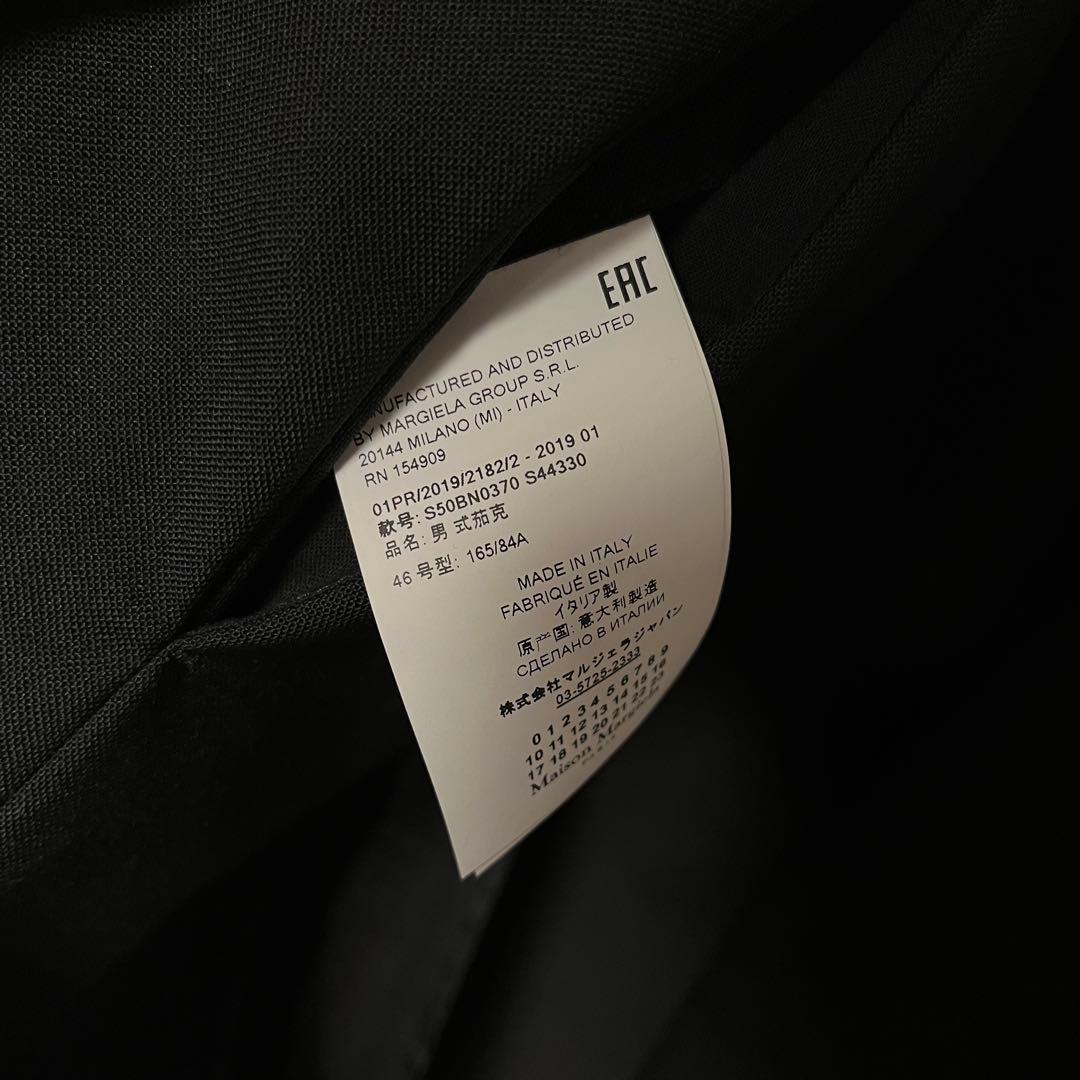 EAC
MANUFACTURED AND DISTRIBUTED
BY MARGIELA GROUP S.R.L.
20144 MILANO (MI) - ITALY
RN 154909
01PR/2019/2182/2 - 2019 01
款号: S50BN0370 S44330
品名: 男 式茄克
46 号型: 165/84A
MADE IN ITALY
FABRIQUÉ EN ITALIE
イタリア製
原产国: 意大利製造
СДЕЛАНО В ИТАЛИИ
株式会社マルジェラジャパン
03-5725-2333
0 1 2 3 4 5 6 7 8 9
10 11 12 13 14 15 16
17 18 19 20 21 22 23
Maison Margiela
PARIS